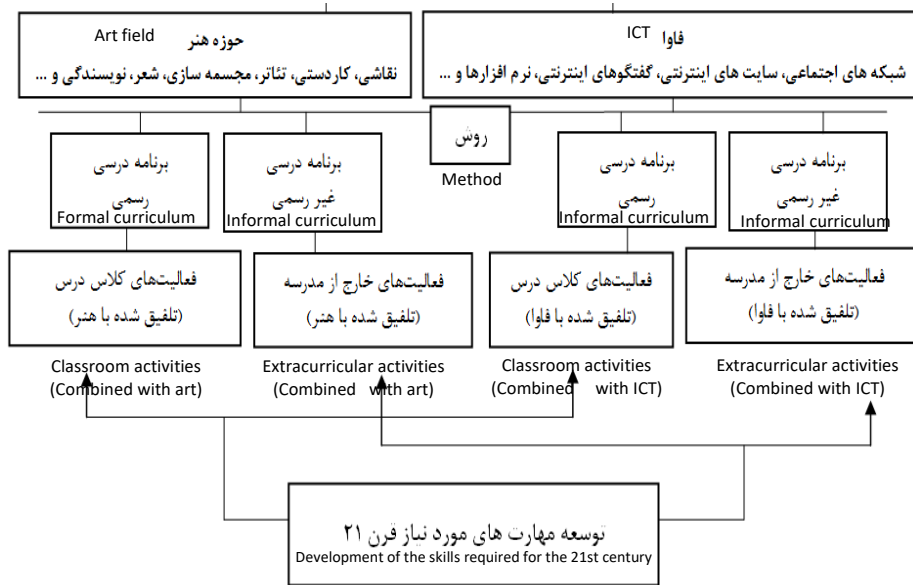 Art field
حوزه هنر
نقاشی، کاردستی، تئاتر، مجسمه سازی، شعر، نویسندگی و ...
ICT
فاوا
شبکه های اجتماعی، سایت های اینترنتی، گفتگوهای اینترنتی، نرم افزارها و ...
روش
Method
برنامه درسی
رسمی
Formal curriculum
برنامه درسی
غیر رسمی
Informal curriculum
برنامه درسی
رسمی
Informal curriculum
برنامه درسی
غیر رسمی
Informal curriculum
فعالیت‌های کلاس درس
(تلفیق شده با هنر)
فعالیت‌های خارج از مدرسه
(تلفیق شده با هنر)
فعالیت‌های کلاس درس
(تلفیق شده با فاوا)
فعالیت‌های خارج از مدرسه
(تلفیق شده با فاوا)
Classroom activities
(Combined with art)
Extracurricular activities
(Combined with art)
Classroom activities
(Combined with ICT)
Extracurricular activities
(Combined with ICT)
توسعه مهارت های مورد نیاز قرن ۲۱
Development of the skills required for the 21st century